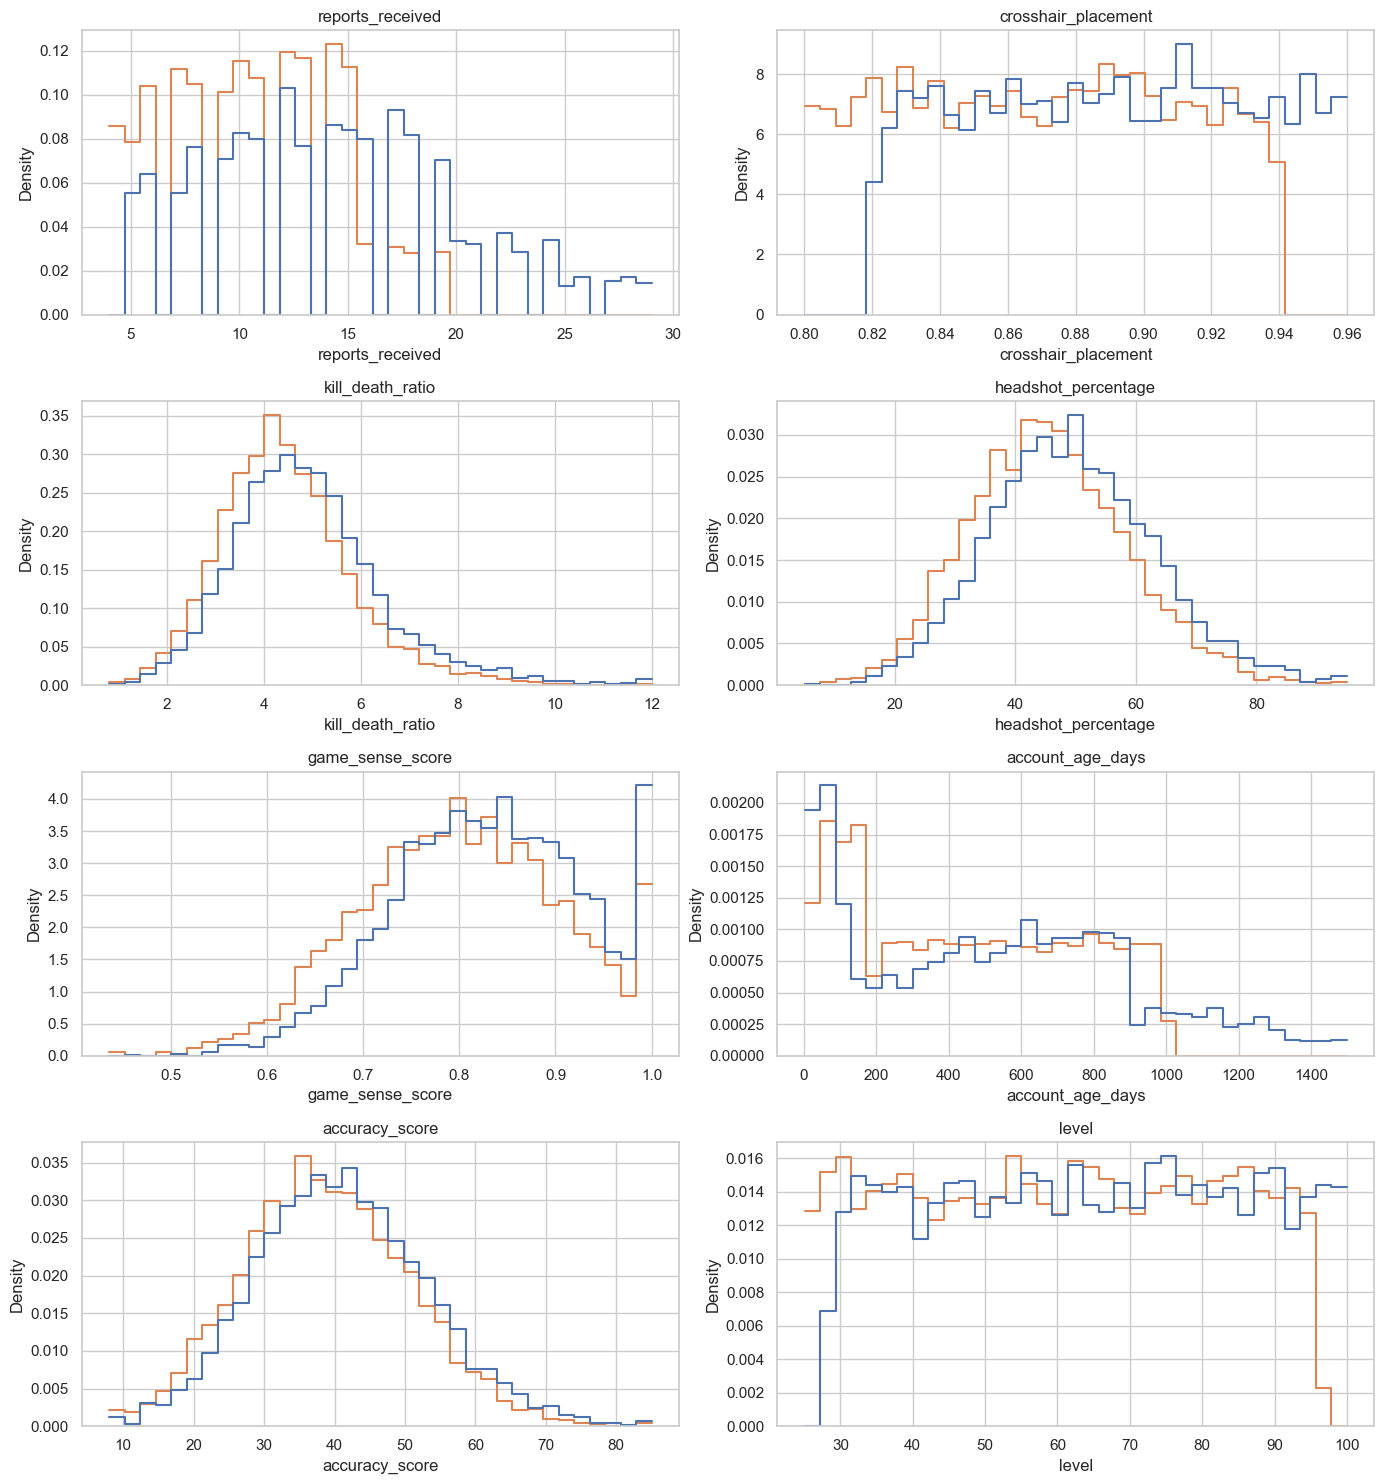 reports_received
0.12
0.10
0.08
0.06
0.04
0.02
0.00
Density
5 10 15 20 25 30
reports_received
crosshair_placement
8
6
4
2
0
Density
0.80 0.82 0.84 0.86 0.88 0.90 0.92 0.94 0.96
crosshair_placement
kill_death_ratio
0.35
0.30
0.25
0.20
0.15
0.10
0.05
0.00
Density
2 4 6 8 10 12
kill_death_ratio
headshot_percentage
0.030
0.025
0.020
0.015
0.010
0.005
0.000
Density
20 40 60 80
headshot_percentage
game_sense_score
4.0
3.5
3.0
2.5
2.0
1.5
1.0
0.5
0.0
Density
0.5 0.6 0.7 0.8 0.9 1.0
game_sense_score
account_age_days
0.00200
0.00175
0.00150
0.00125
0.00100
0.00075
0.00050
0.00025
0.00000
Density
0 200 400 600 800 1000 1200 1400
account_age_days
accuracy_score
0.035
0.030
0.025
0.020
0.015
0.010
0.005
0.000
Density
10 20 30 40 50 60 70 80
accuracy_score
level
0.016
0.014
0.012
0.010
0.008
0.006
0.004
0.002
0.000
Density
30 40 50 60 70 80 90 100
level